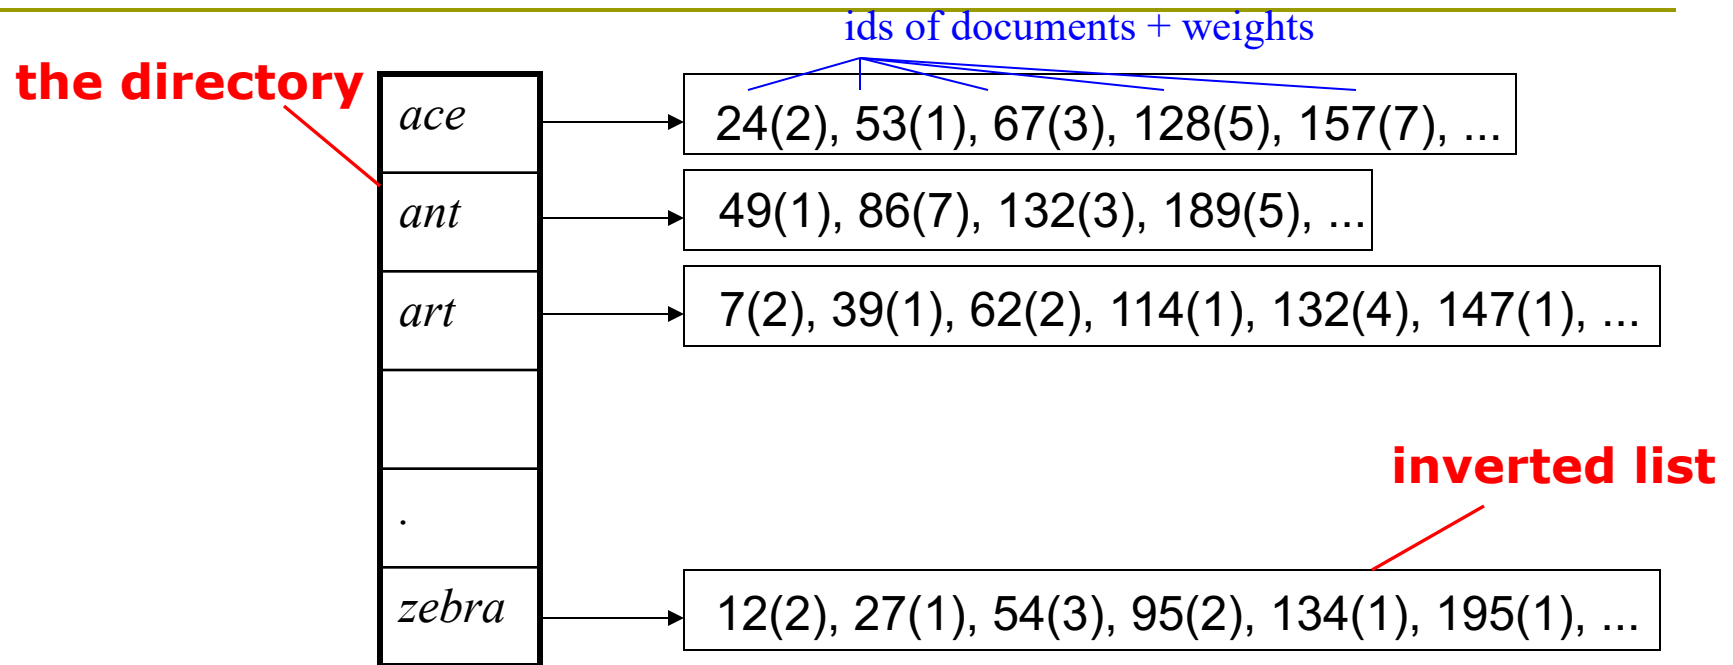 ids of documents + weights
the directory
ace
24(2), 53(1), 67(3), 128(5), 157(7), ...
ant
49(1), 86(7), 132(3), 189(5), ...
art
7(2), 39(1), 62(2), 114(1), 132(4), 147(1), ...
inverted list
.
zebra
12(2), 27(1), 54(3), 95(2), 134(1), 195(1), ...